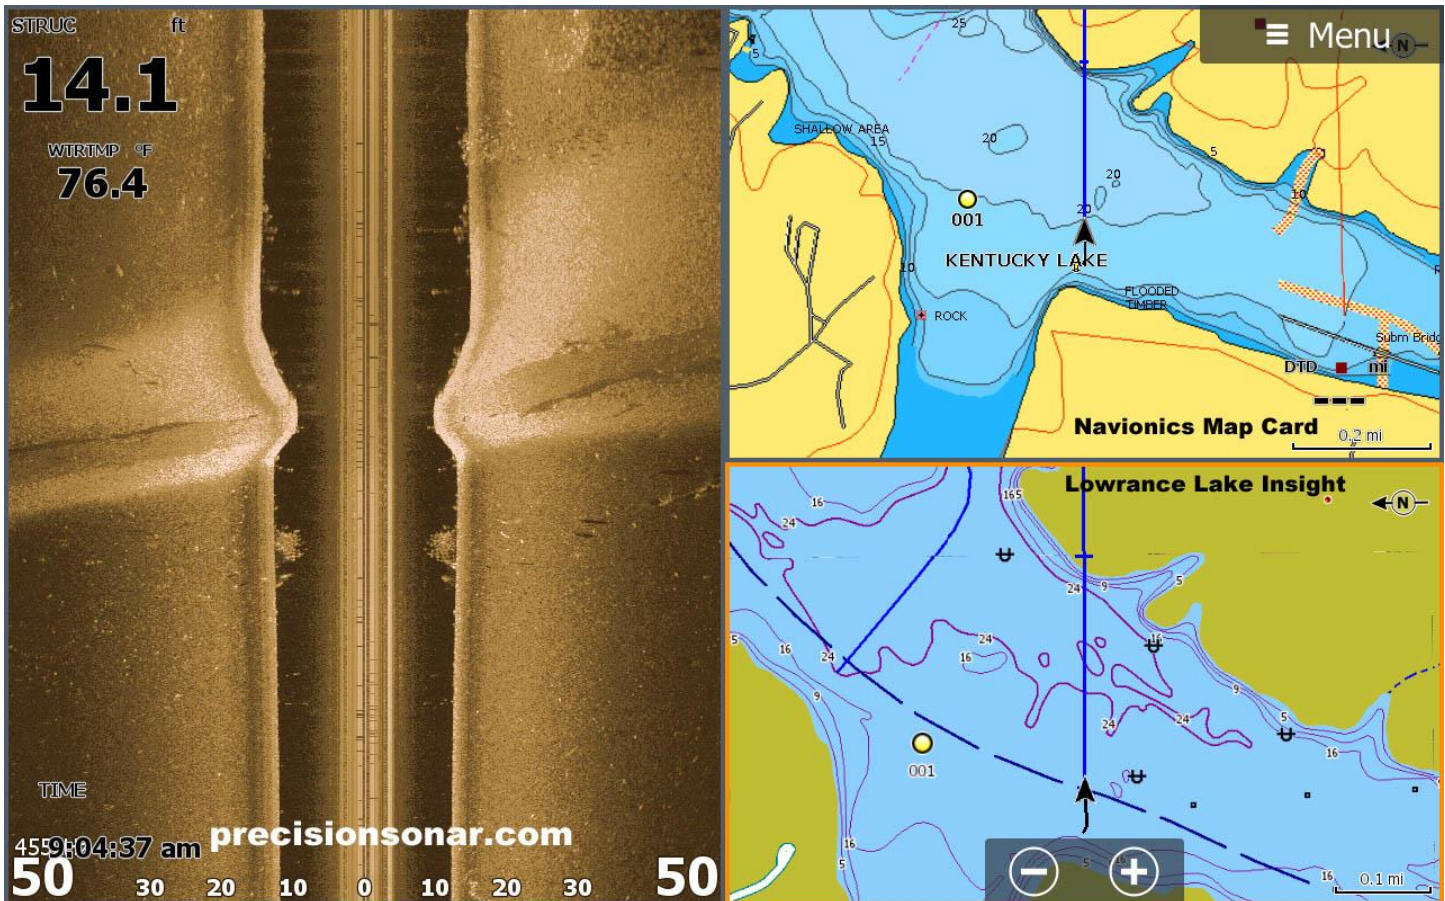 STRUC ft
14.1
WTRTMP °F
76.4
TIME
9:04:37 am
precisionsonar.com
50 30 20 10 0 10 20 30 50
Menu
N
25
5
SHALLOW AREA
15
20
5
20
10
20
001
KENTUCKY LAKE
10
FLOODED
TIMBER
ROCK
Subm Bridg
DTD mi
Navionics Map Card
0.2 mi
Lowrance Lake Insight
N
16
165
24
24
9
5
5
16
24
24
16
16
9
24
24
9
5
16
001
16
5
5
16
16
0.1 mi